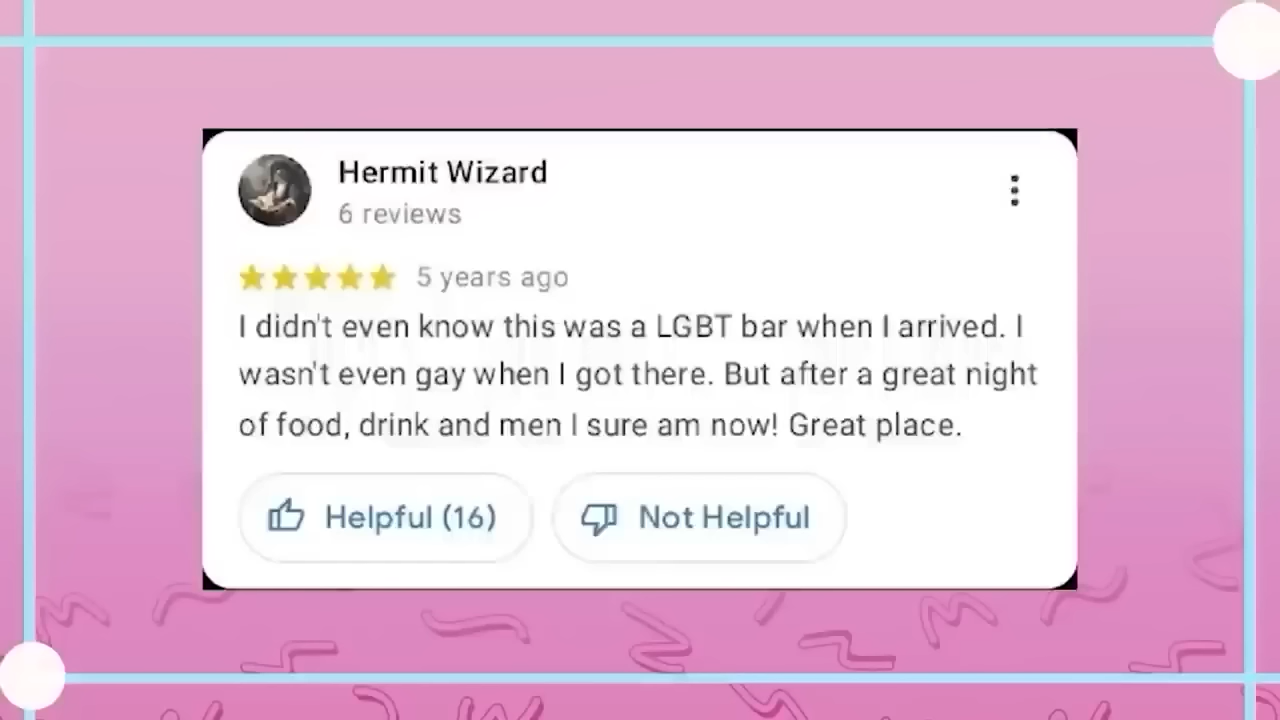 Hermit Wizard
6 reviews
5 years ago
I didn't even know this was a LGBT bar when I arrived. I
wasn't even gay when I got there. But after a great night
of food, drink and men I sure am now! Great place.
Helpful (16)
Not Helpful